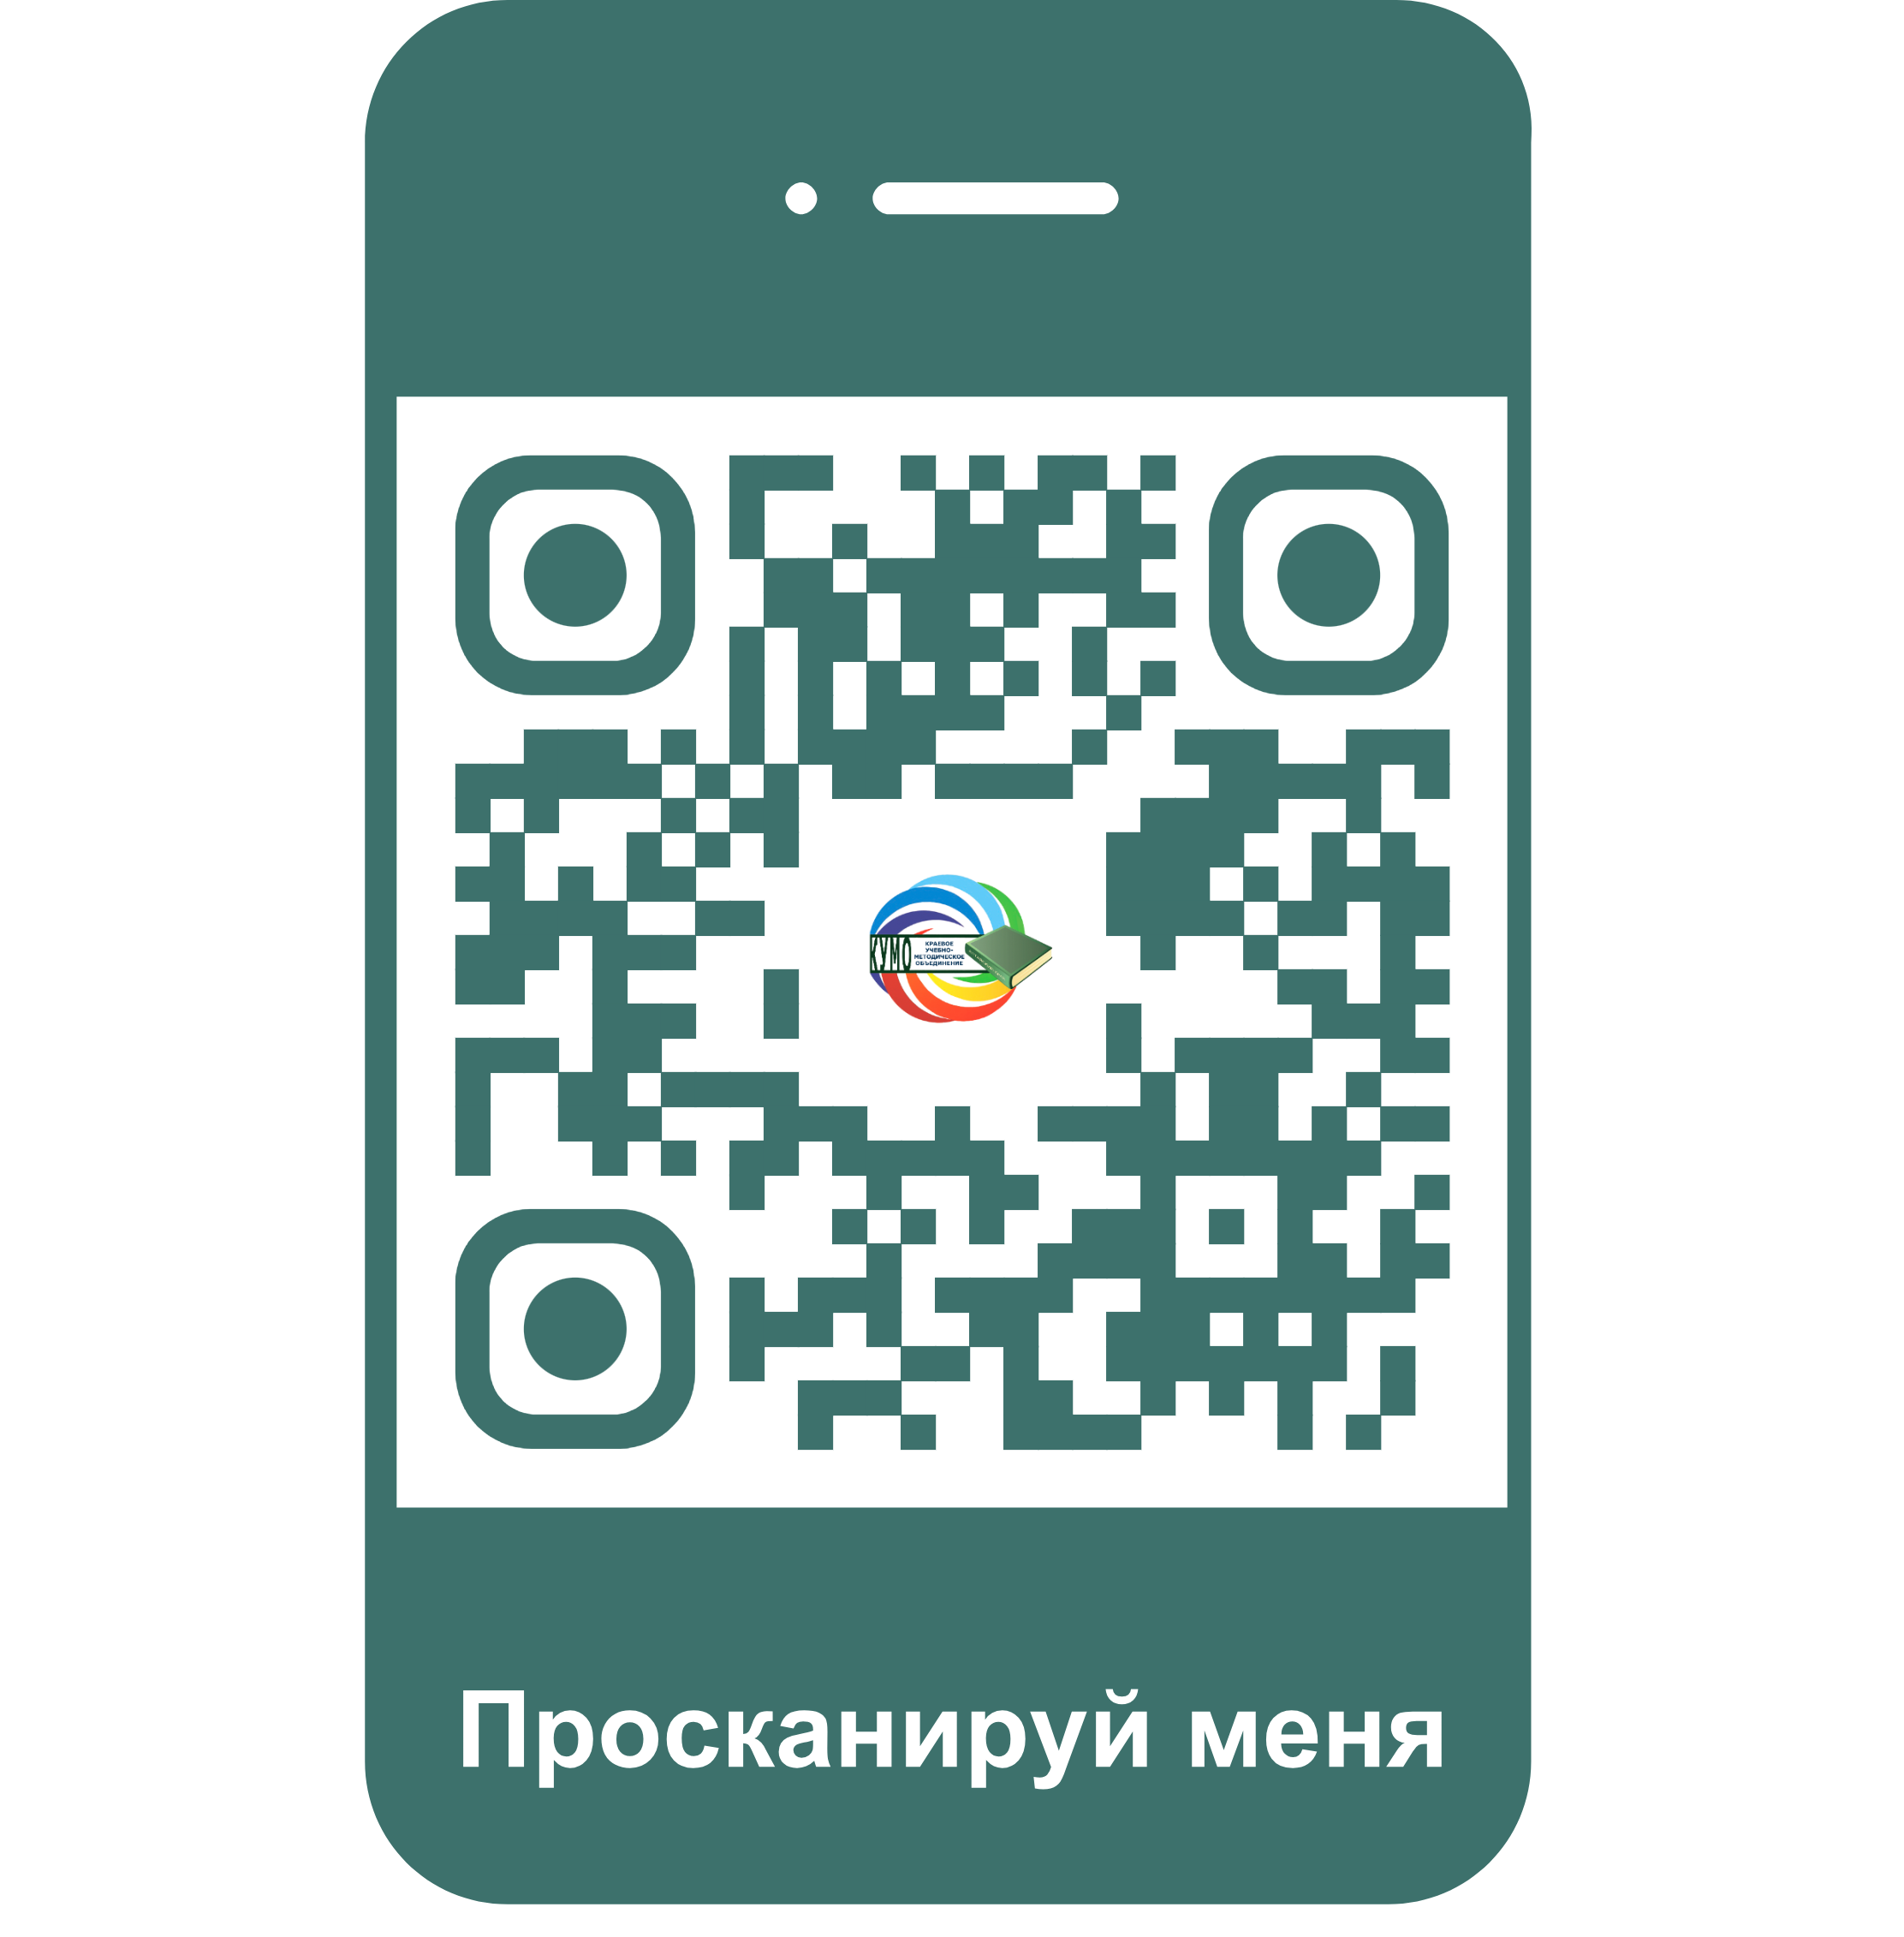 КУМО
КРАЕВОЕ
УЧЕБНО-
МЕТОДИЧЕСКОЕ
ОБЪЕДИНЕНИЕ
Просканируй меня